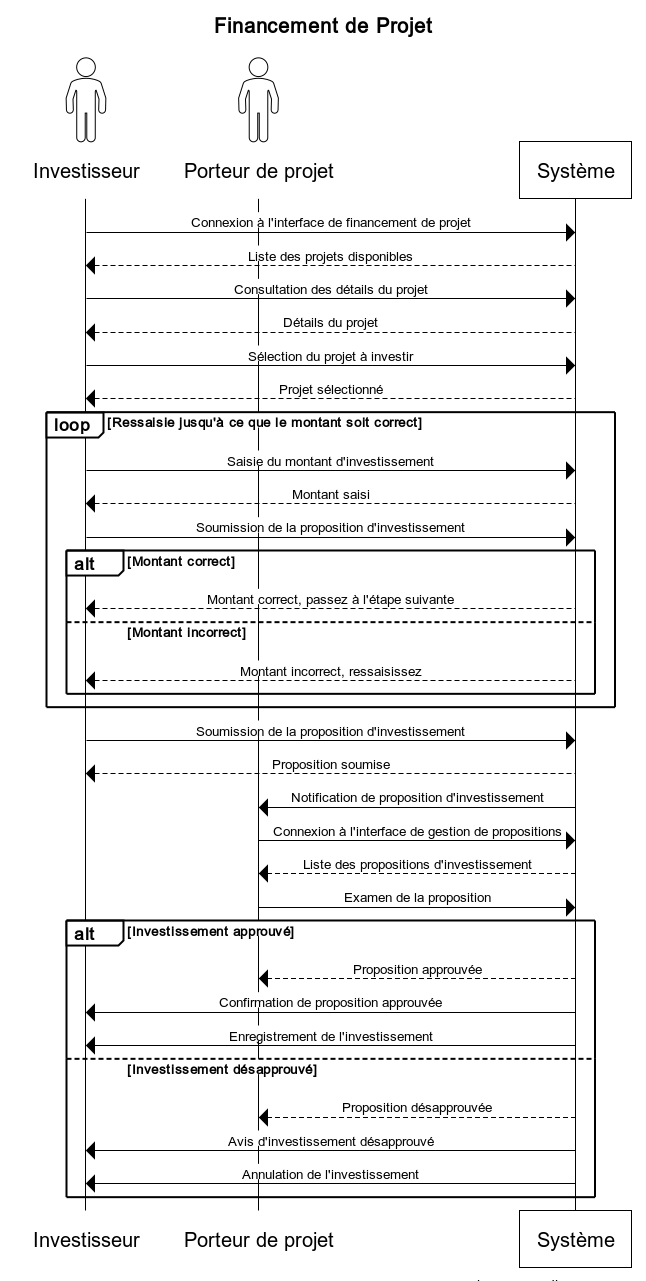 Financement de Projet
Investisseur
Porteur de projet
Système
Connexion à l'interface de financement de projet
Liste des projets disponibles
Consultation des détails du projet
Détails du projet
Sélection du projet à investir
Projet sélectionné
loop [Ressaisie jusqu'à ce que le montant soit correct]
Saisie du montant d'investissement
Montant saisi
Soumission de la proposition d'investissement
alt [Montant correct]
Montant correct, passez à l'étape suivante
[Montant incorrect]
Montant incorrect, ressaisissez
Soumission de la proposition d'investissement
Proposition soumise
Notification de proposition d'investissement
Connexion à l'interface de gestion de propositions
Liste des propositions d'investissement
Examen de la proposition
alt [Investissement approuvé]
Proposition approuvée
Confirmation de proposition approuvée
Enregistrement de l'investissement
[Investissement désapprouvé]
Proposition désapprouvée
Avis d'investissement désapprouvé
Annulation de l'investissement
Investisseur
Porteur de projet
Système